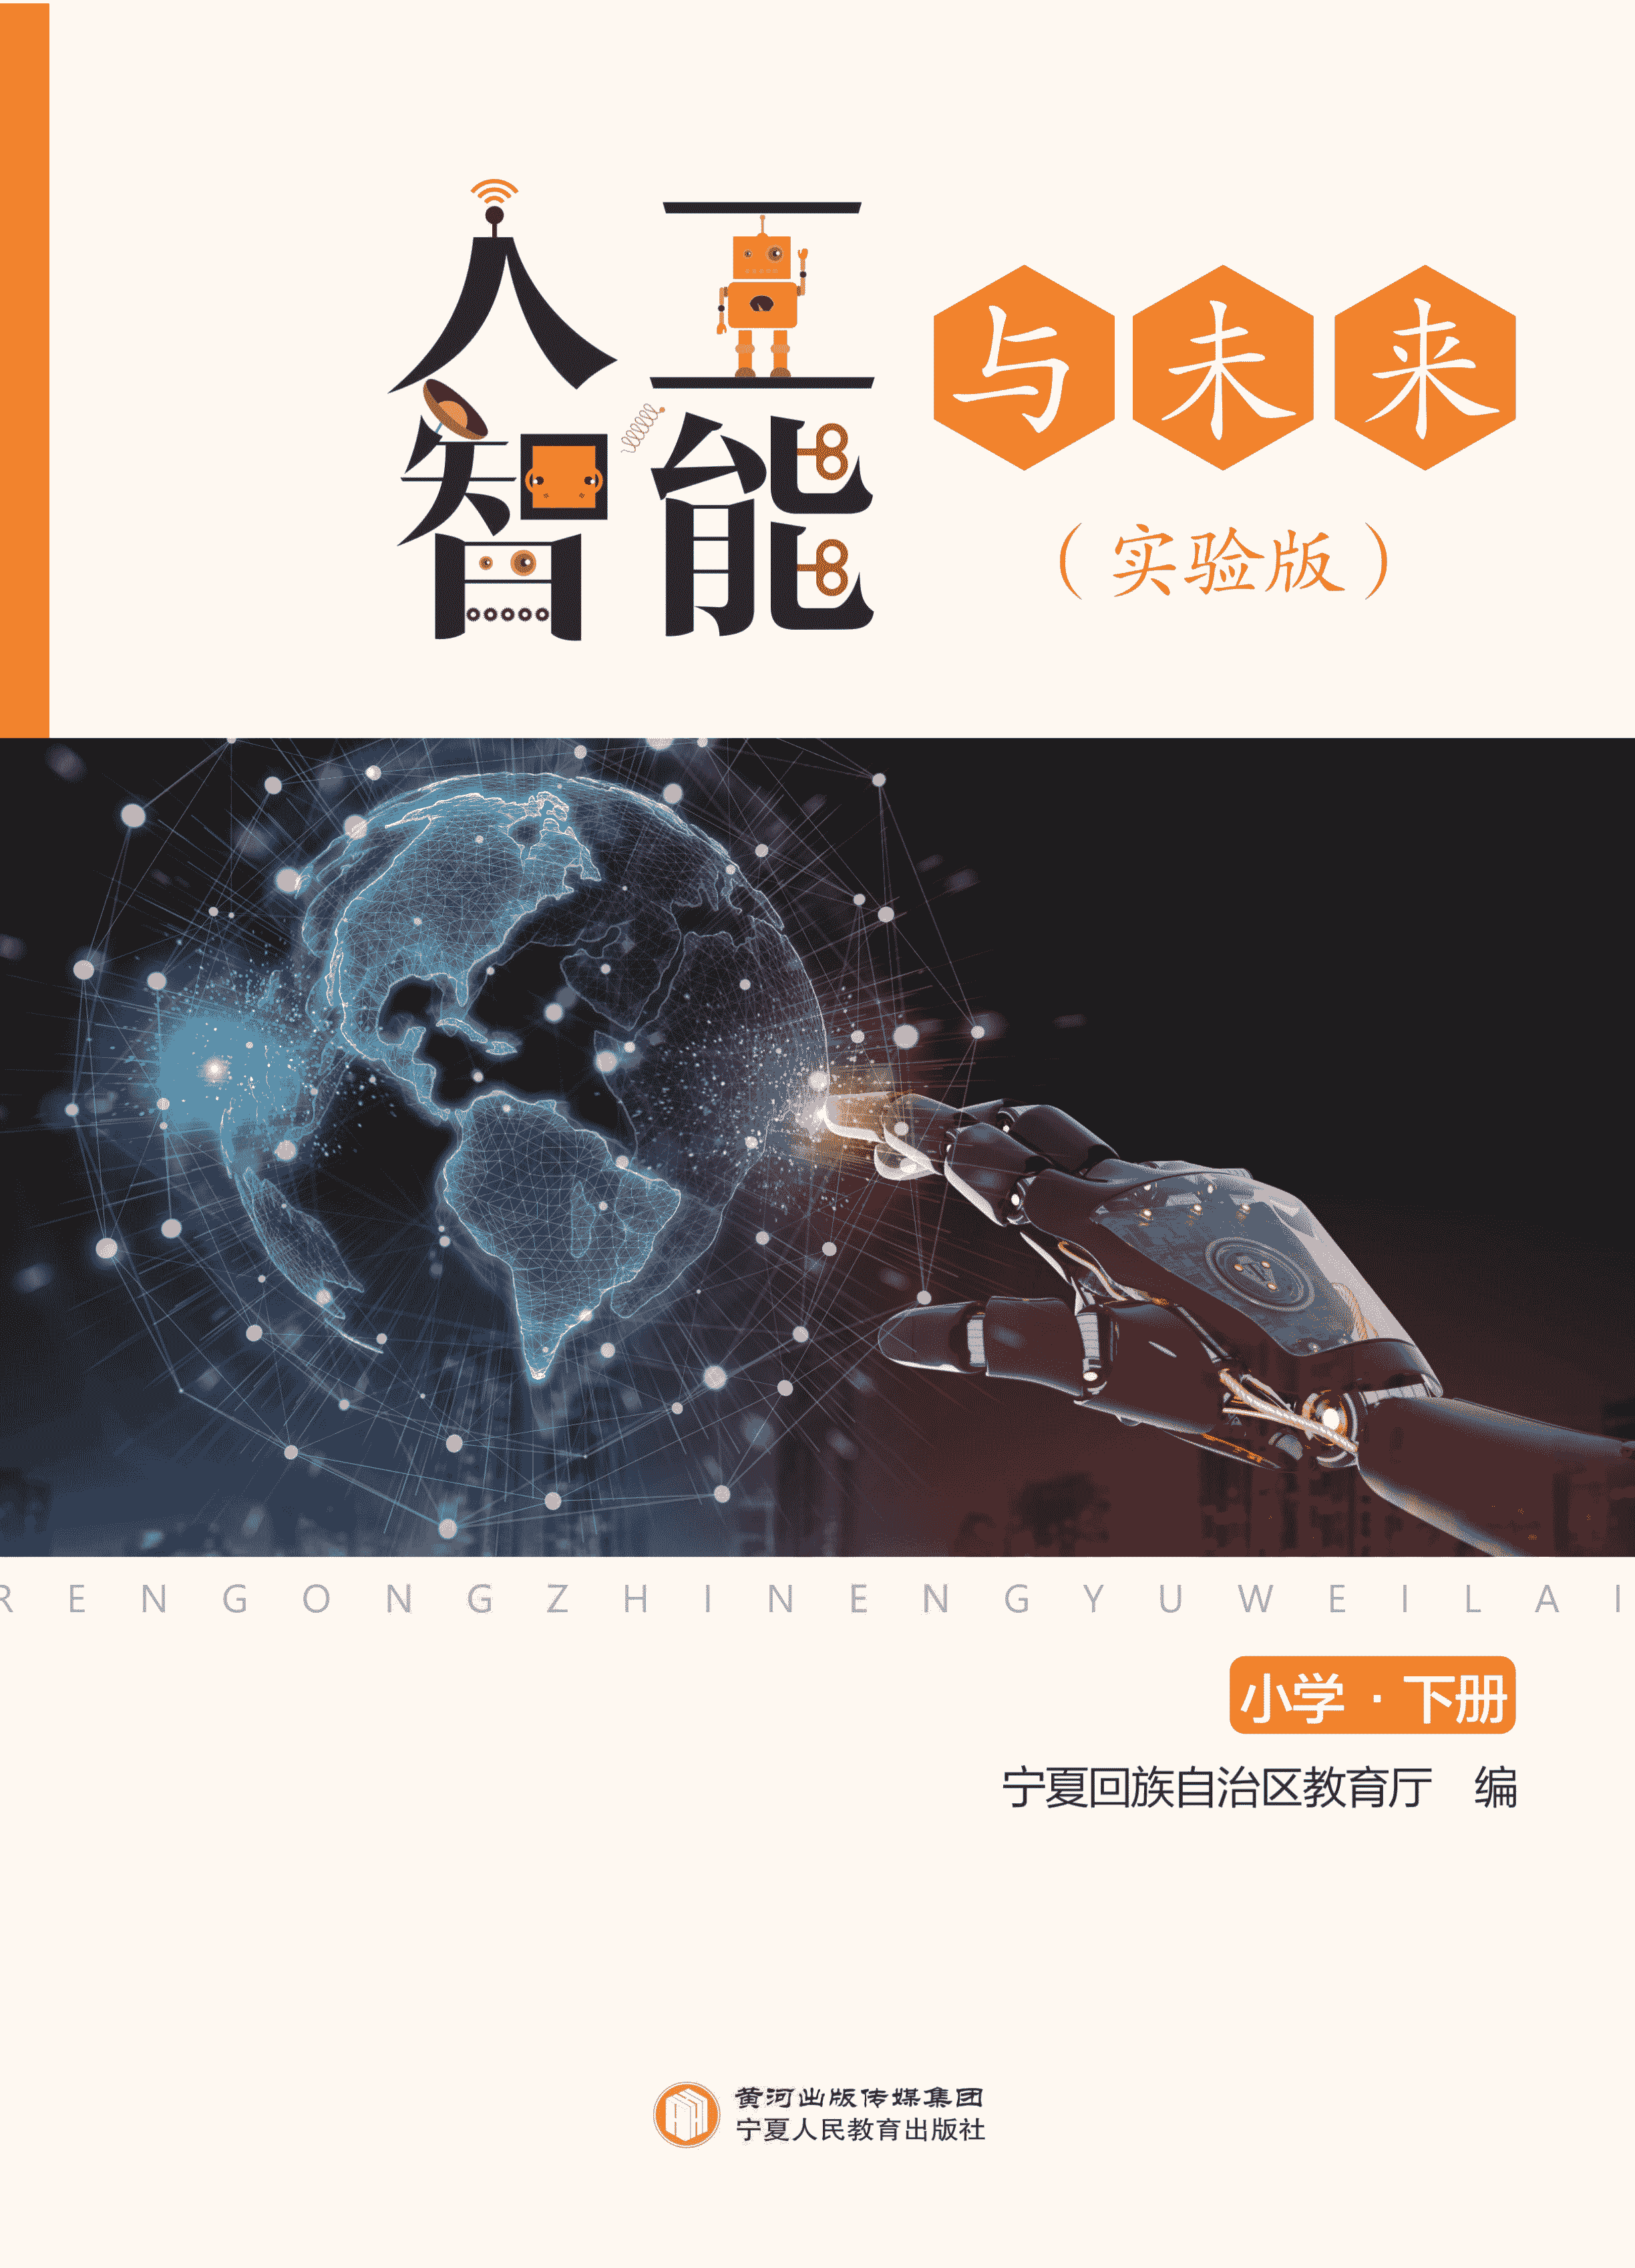 人工
智能
与未来
（实验版）
RENGONGZHINENGYUWEILAI
小学·下册
宁夏回族自治区教育厅 编
黄河出版传媒集团
宁夏人民教育出版社